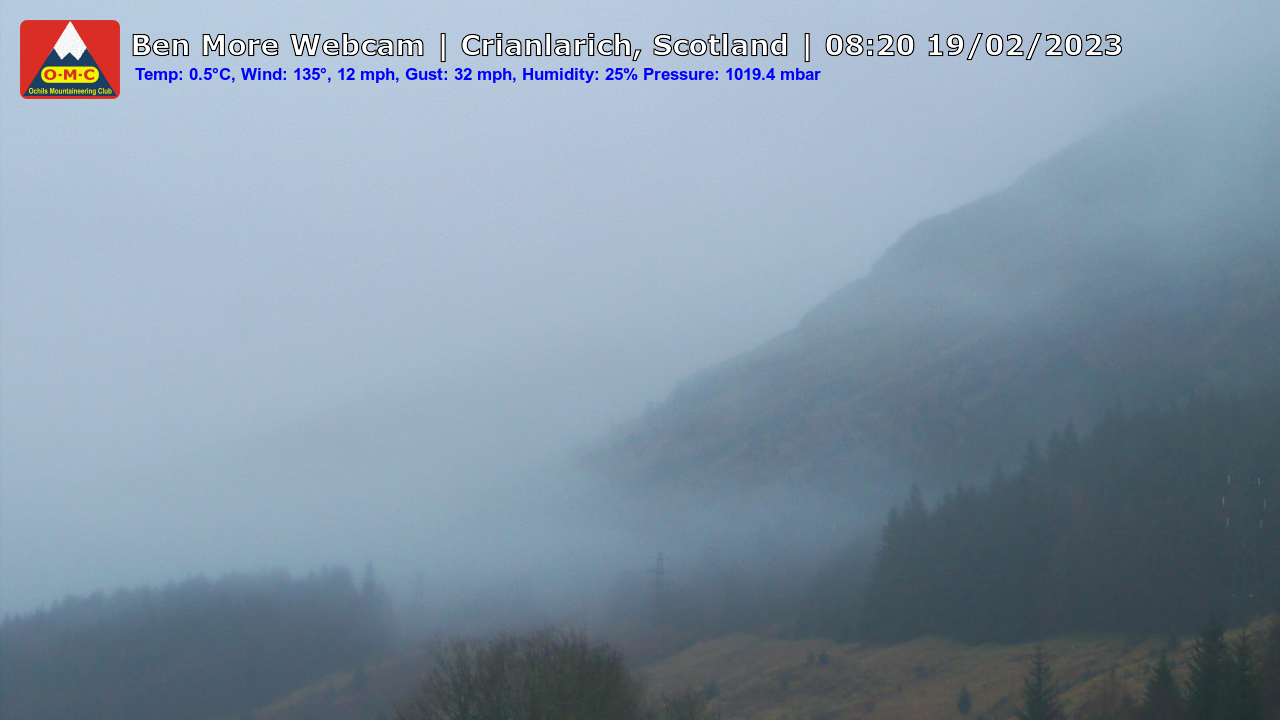 Ben More Webcam | Crianlarich, Scotland | 08:20 19/02/2023
Temp: 0.5°C, Wind: 135°, 12 mph, Gust: 32 mph, Humidity: 25% Pressure: 1019.4 mbar
O·M·C
Ochils Mountaineering Club